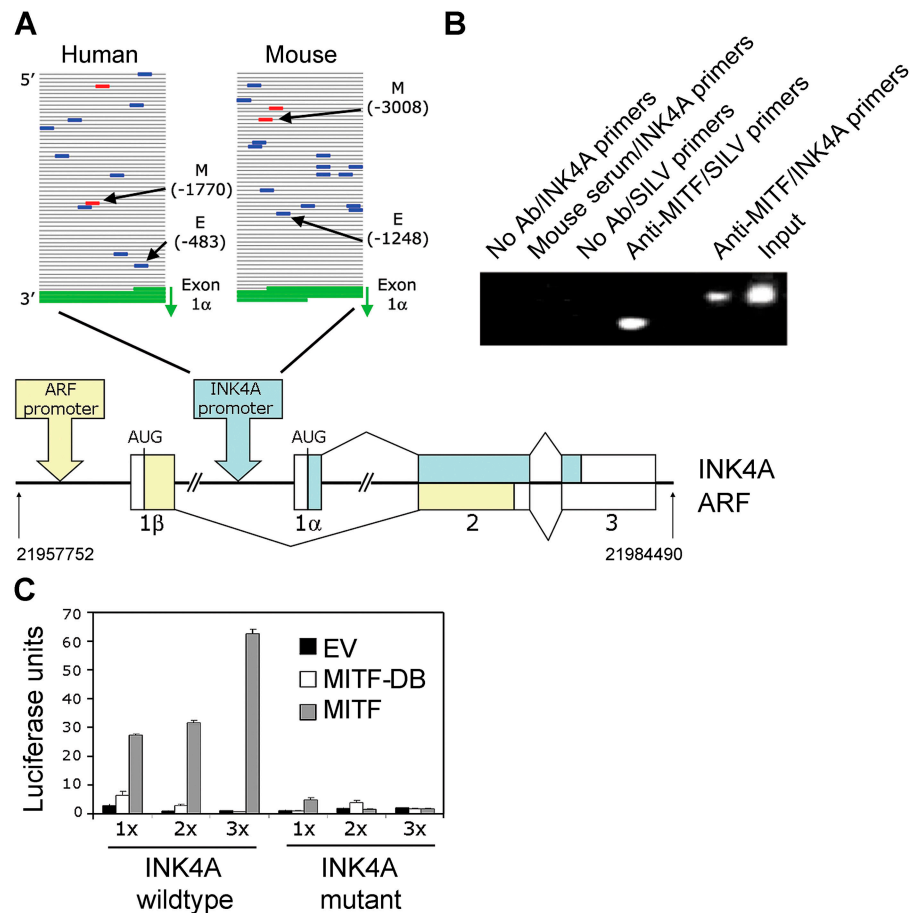 A
Human
Mouse
5′
M
(-1770)
E
(-483)
3′
Exon
1α
M
(-3008)
E
(-1248)
Exon
1α
B
No Ab/INK4A primers
Mouse serum/INK4A primers
No Ab/SILV primers
Anti-MITF/SILV primers
Anti-MITF/INK4A primers
Input
ARF
promoter
INK4A
promoter
AUG
AUG
INK4A
ARF
1β
1α
2
3
21957752
21984490
C
Luciferase units
70
60
50
40
30
20
10
0
EV
MITF-DB
MITF
1x 2x 3x 1x 2x 3x
INK4A
wildtype
INK4A
mutant